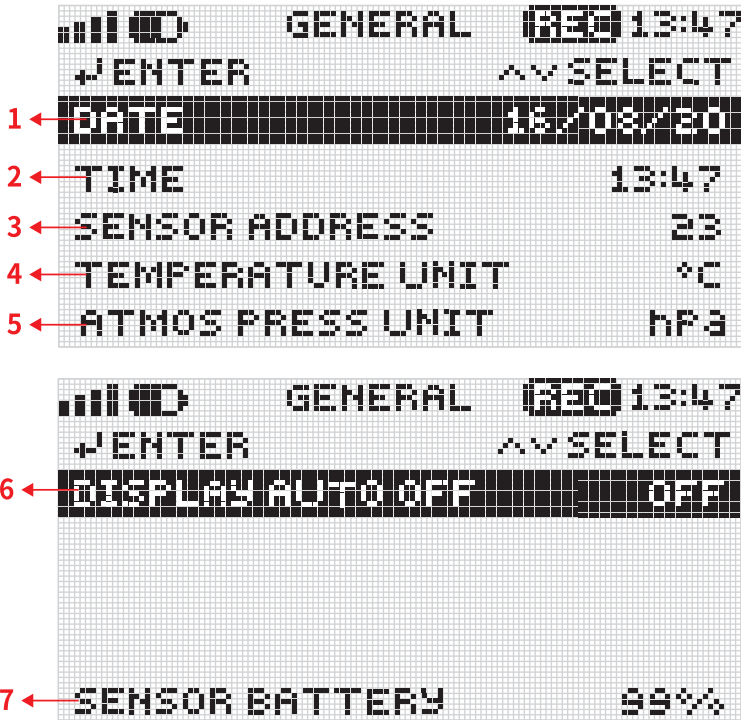 GENERAL REC 13:47
ENTER SELECT
1 DATE 16/08/20
2 TIME 13:47
3 SENSOR ADDRESS 23
4 TEMPERATURE UNIT °C
5 ATMOS PRESS UNIT hPa
GENERAL REC 13:47
ENTER SELECT
6 DISPLAY AUTO OFF OFF
7 SENSOR BATTERY 99%